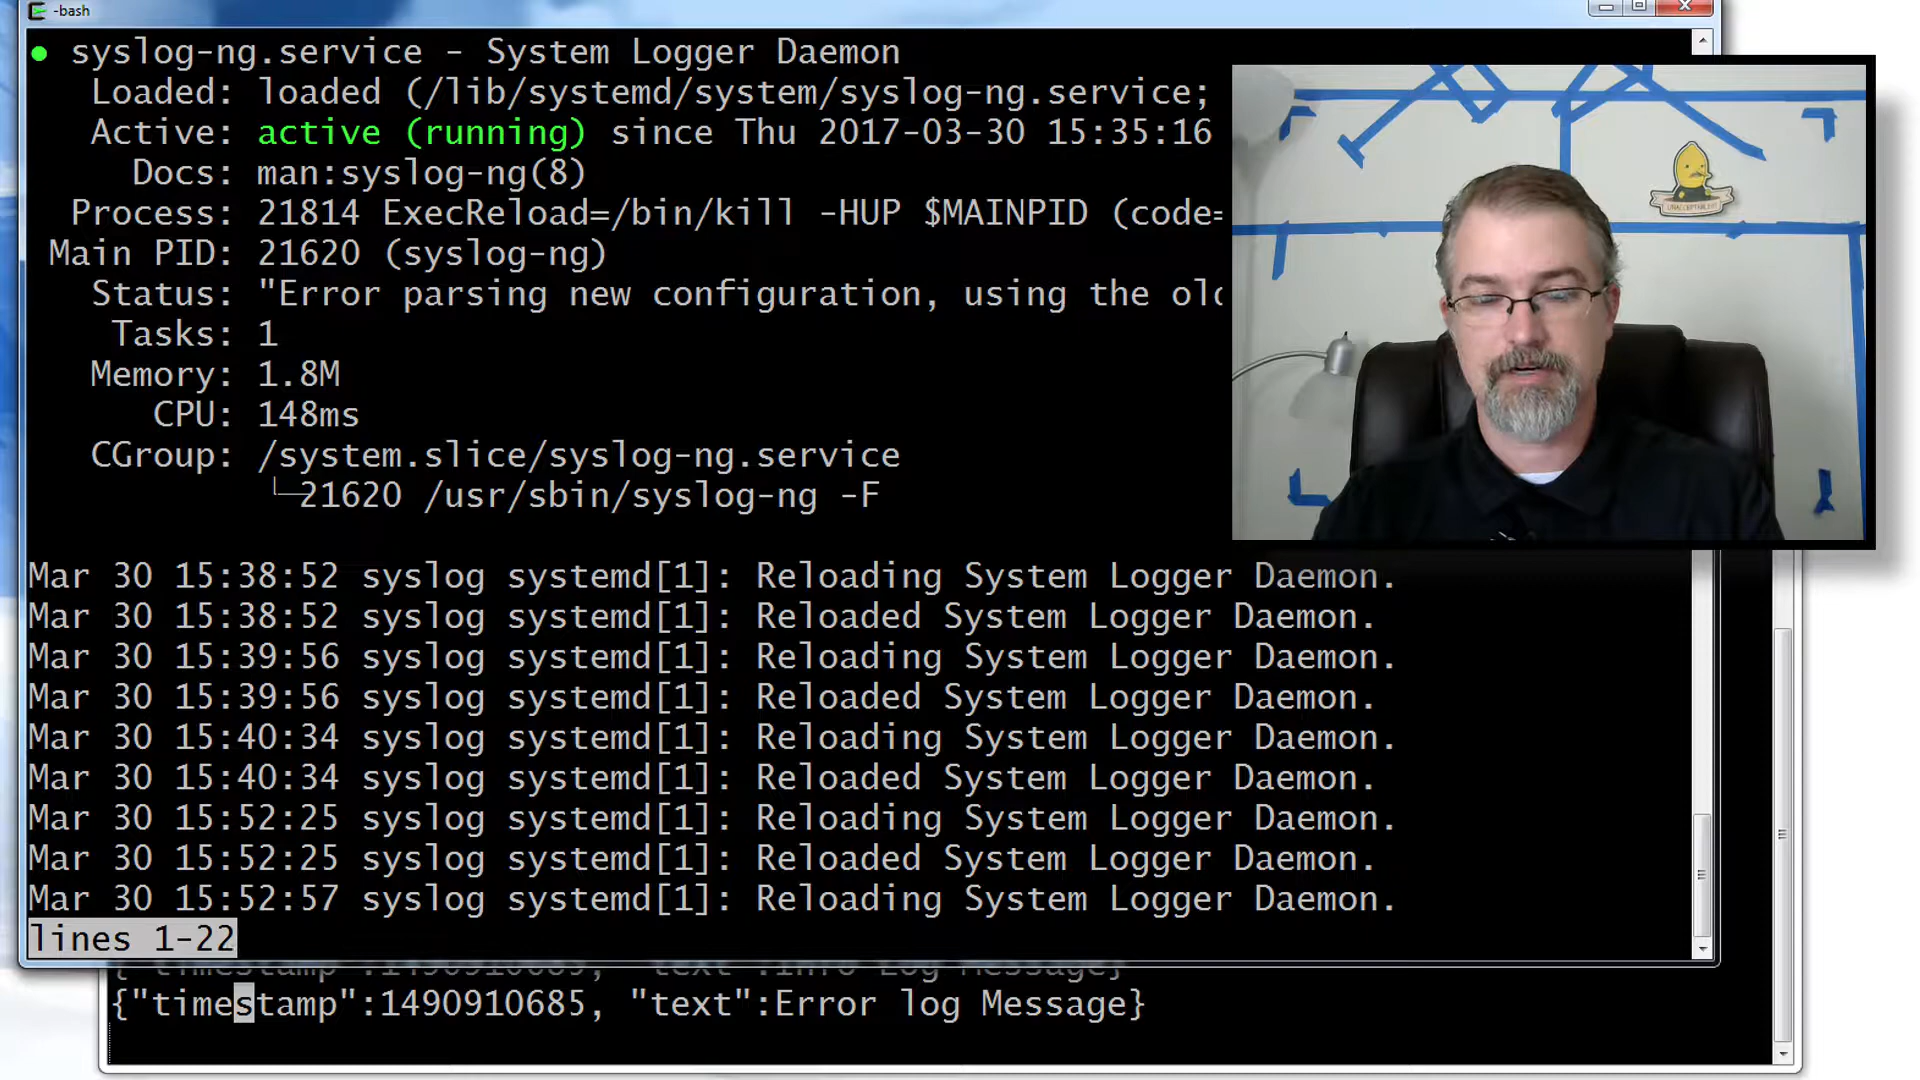 -bash
● syslog-ng.service - System Logger Daemon
Loaded: loaded (/lib/systemd/system/syslog-ng.service;
Active: active (running) since Thu 2017-03-30 15:35:16
Docs: man:syslog-ng(8)
Process: 21814 ExecReload=/bin/kill -HUP $MAINPID (code=
Main PID: 21620 (syslog-ng)
Status: "Error parsing new configuration, using the old
Tasks: 1
Memory: 1.8M
CPU: 148ms
CGroup: /system.slice/syslog-ng.service
└─21620 /usr/sbin/syslog-ng -F
UNACCEPTABLE!!!
Mar 30 15:38:52 syslog systemd[1]: Reloading System Logger Daemon.
Mar 30 15:38:52 syslog systemd[1]: Reloaded System Logger Daemon.
Mar 30 15:39:56 syslog systemd[1]: Reloading System Logger Daemon.
Mar 30 15:39:56 syslog systemd[1]: Reloaded System Logger Daemon.
Mar 30 15:40:34 syslog systemd[1]: Reloading System Logger Daemon.
Mar 30 15:40:34 syslog systemd[1]: Reloaded System Logger Daemon.
Mar 30 15:52:25 syslog systemd[1]: Reloading System Logger Daemon.
Mar 30 15:52:25 syslog systemd[1]: Reloaded System Logger Daemon.
Mar 30 15:52:57 syslog systemd[1]: Reloading System Logger Daemon.
lines 1-22
{"timestamp":1490910685, "text":Info Log Message}
{"timestamp":1490910685, "text":Error log Message}